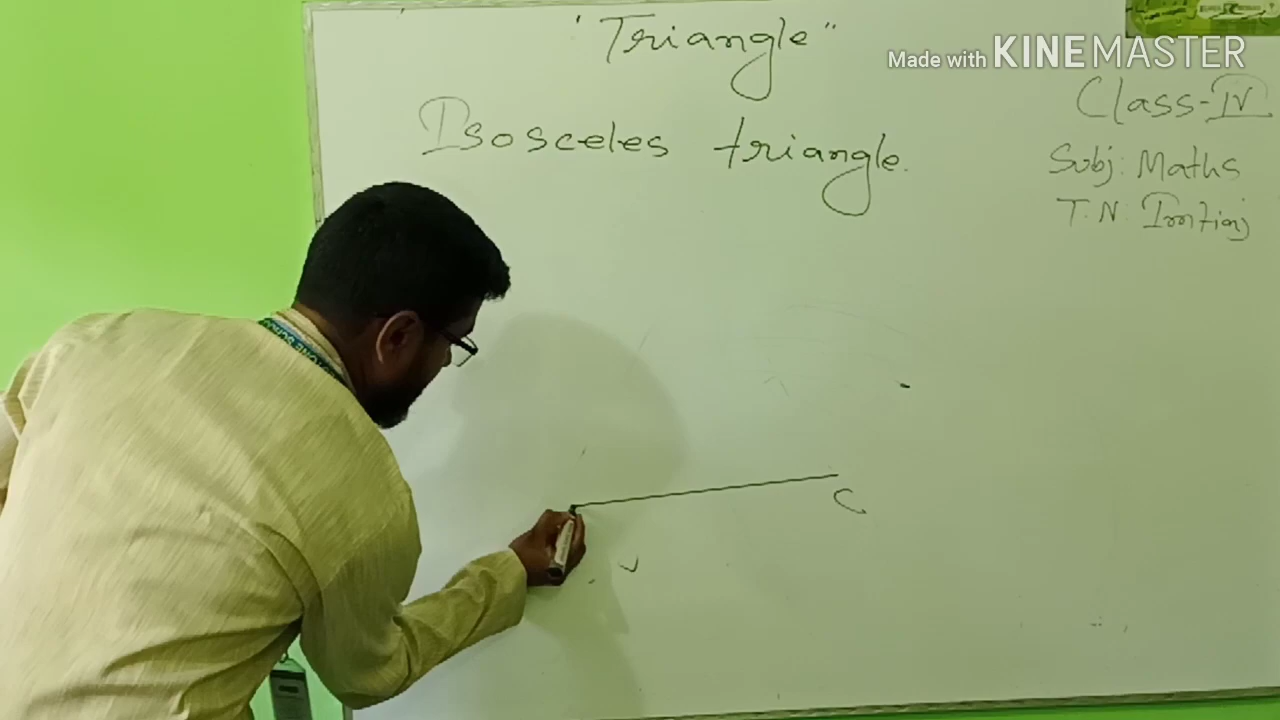 "Triangle"
Made with KINEMASTER
Class-IV
Isosceles triangle.
Subj: Maths
T.N: Imtiaj
C